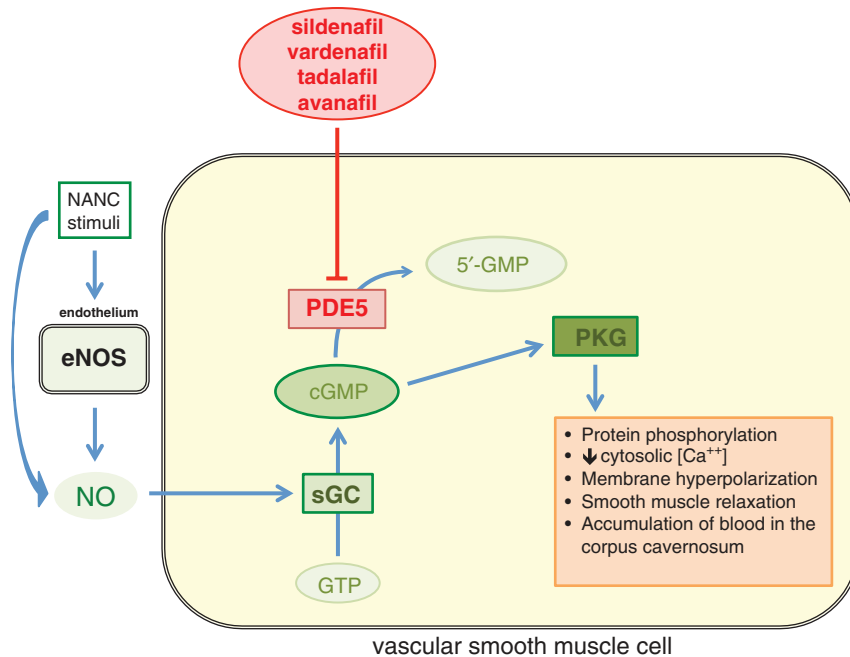 sildenafil
vardenafil
tadalafil
avanafil
NANC
stimuli
endothelium
eNOS
NO
5′-GMP
PDE5
PKG
cGMP
sGC
GTP
• Protein phosphorylation
• 🡻 cytosolic [Ca⁺⁺]
• Membrane hyperpolarization
• Smooth muscle relaxation
• Accumulation of blood in the
corpus cavernosum
vascular smooth muscle cell